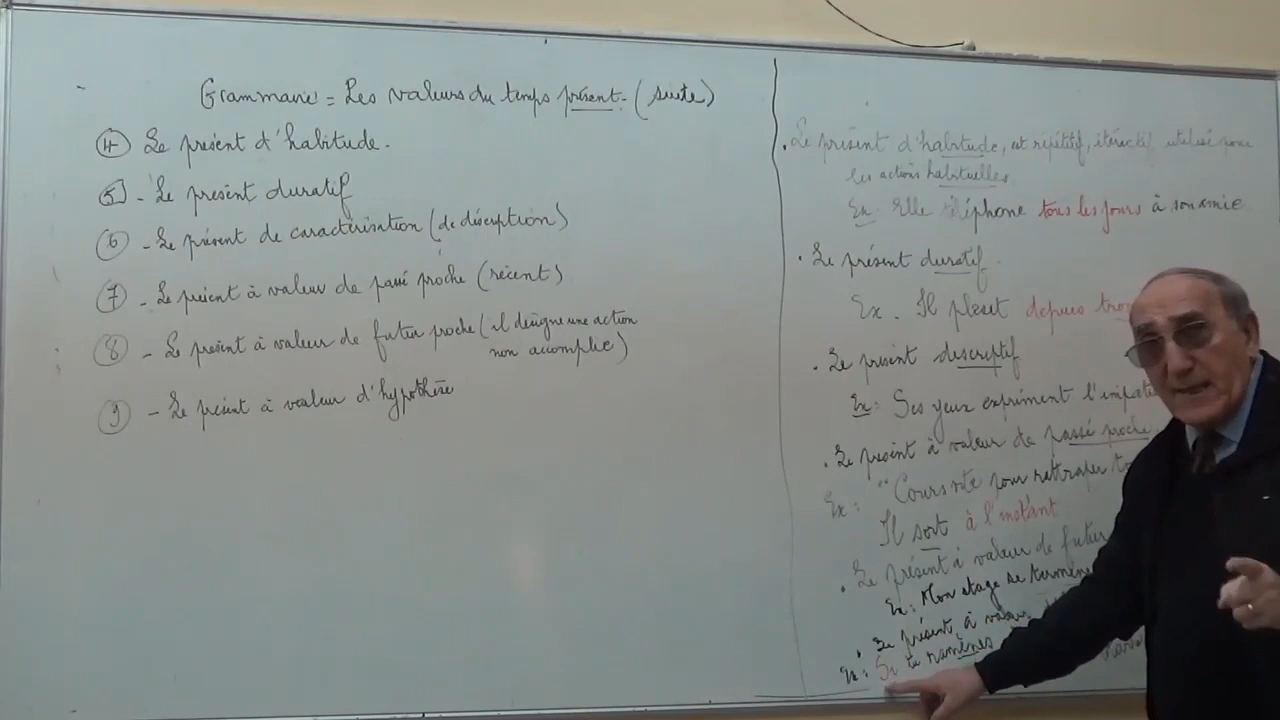 Grammaire = Les valeurs du temps présent - (suite)
4 Le présent d'habitude.
5 - Le présent duratif
6 - Le présent de caractérisation (de déscription)
7 - Le présent à valeur de passé proche (récent)
8 - Le présent à valeur de futur proche (il désigne une action
non acomplie)
9 - Le présent à valeur d'hypothèse
. Le présent d'habitude, est répétitif, itératif utilisé pour
les actions habituelles
Ex: Elle téléphone tous les jours à son amie
. Le présent duratif
Ex. Il pleut depuis
. Le présent descriptif
Ex: Ses yeux expriment
. Le présent à valeur de passé proche
Ex: "Cours vite pour rattraper
Il sort à l'instant
. Le présent à valeur de futur
Ex: Mon stage se termine
. Le présent à valeur
Ex: Si tu ramènes